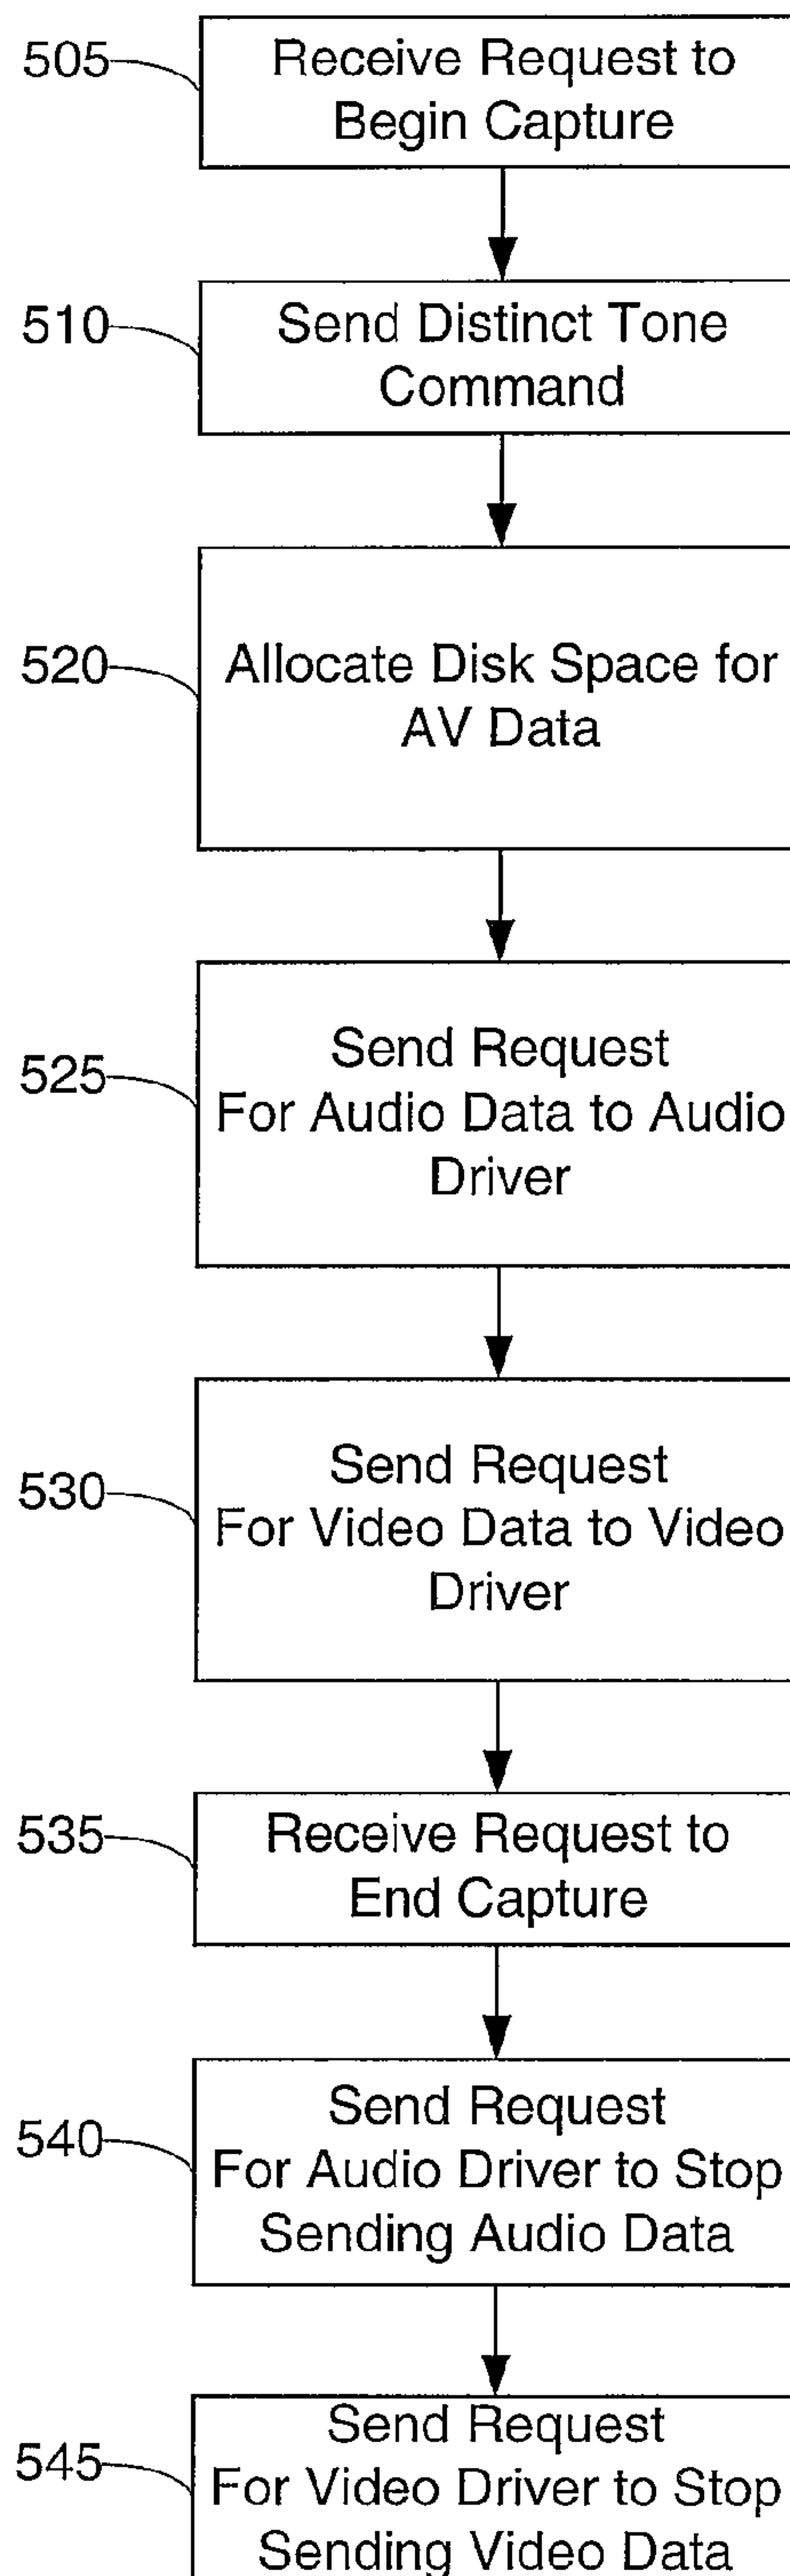 505
Receive Request to
Begin Capture
510
Send Distinct Tone
Command
520
Allocate Disk Space for
AV Data
525
Send Request
For Audio Data to Audio
Driver
530
Send Request
For Video Data to Video
Driver
535
Receive Request to
End Capture
540
Send Request
For Audio Driver to Stop
Sending Audio Data
545
Send Request
For Video Driver to Stop
Sending Video Data